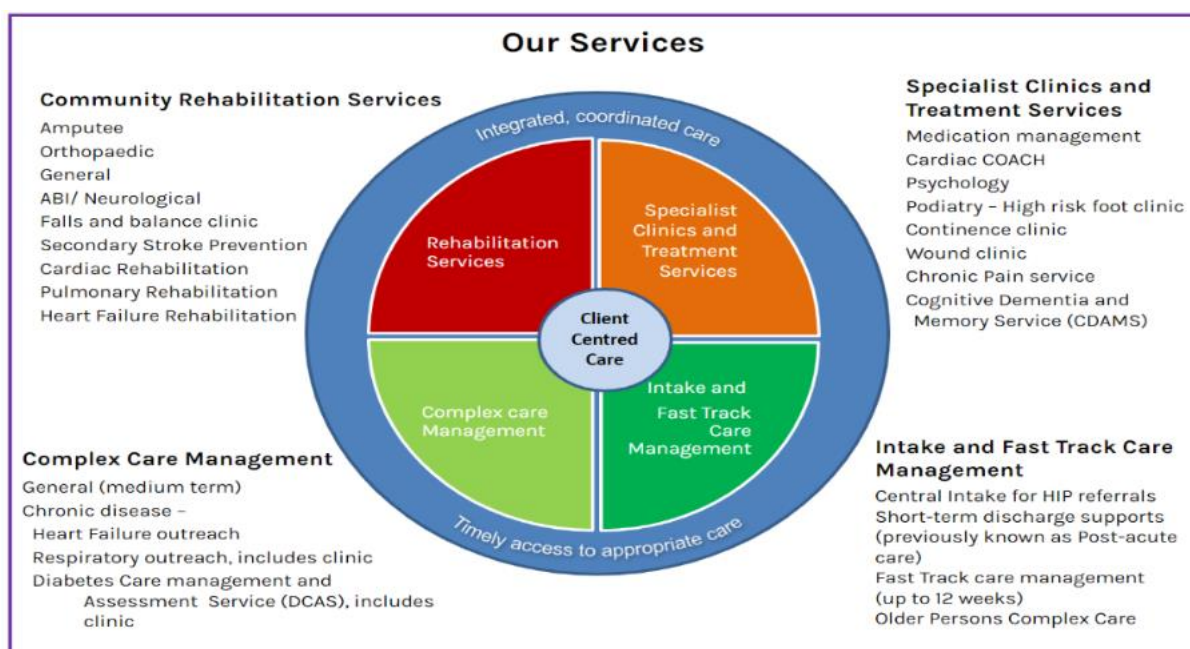 Our Services
Community Rehabilitation Services
Amputee
Orthopaedic
General
ABI/ Neurological
Falls and balance clinic
Secondary Stroke Prevention
Cardiac Rehabilitation
Pulmonary Rehabilitation
Heart Failure Rehabilitation
Specialist Clinics and
Treatment Services
Medication management
Cardiac COACH
Psychology
Podiatry – High risk foot clinic
Continence clinic
Wound clinic
Chronic Pain service
Cognitive Dementia and
Memory Service (CDAMS)
Integrated, coordinated care
Rehabilitation
Services
Specialist
Clinics and
Treatment
Services
Client
Centred
Care
Complex care
Management
Intake and
Fast Track
Care
Management
Timely access to appropriate care
Complex Care Management
General (medium term)
Chronic disease –
Heart Failure outreach
Respiratory outreach, includes clinic
Diabetes Care management and
Assessment Service (DCAS), includes
clinic
Intake and Fast Track Care
Management
Central Intake for HIP referrals
Short-term discharge supports
(previously known as Post-acute
care)
Fast Track care management
(up to 12 weeks)
Older Persons Complex Care